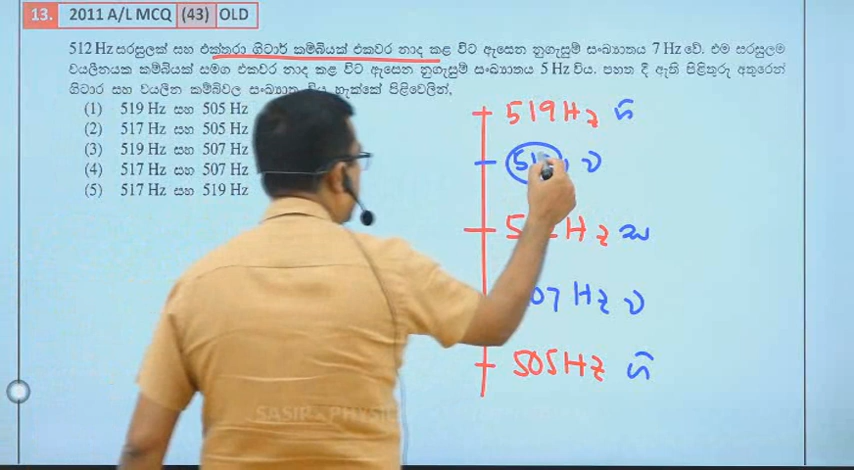 13. 2011 A/L MCQ (43) OLD
512 Hz සරසුලක් සහ එක්තරා ගිටාර් කම්බියක් එකවර නාද කළ විට ඇසෙන නුගැසුම් සංඛ්‍යාතය 7 Hz වේ. එම සරසුලම
වයලීනයක කම්බියක් සමග එකවර නාද කළ විට ඇසෙන නුගැසුම් සංඛ්‍යාතය 5 Hz විය. පහත දී ඇති පිළිතුරු අතුරෙන්
ගිටාර සහ වයලීන කම්බිවල සංඛ්‍යාත විය හැක්කේ පිළිවෙලින්,
(1) 519 Hz සහ 505 Hz
(2) 517 Hz සහ 505 Hz
(3) 519 Hz සහ 507 Hz
(4) 517 Hz සහ 507 Hz
(5) 517 Hz සහ 519 Hz
519 Hz ගි
ව
Hz ස
07 Hz ව
505 Hz ගි